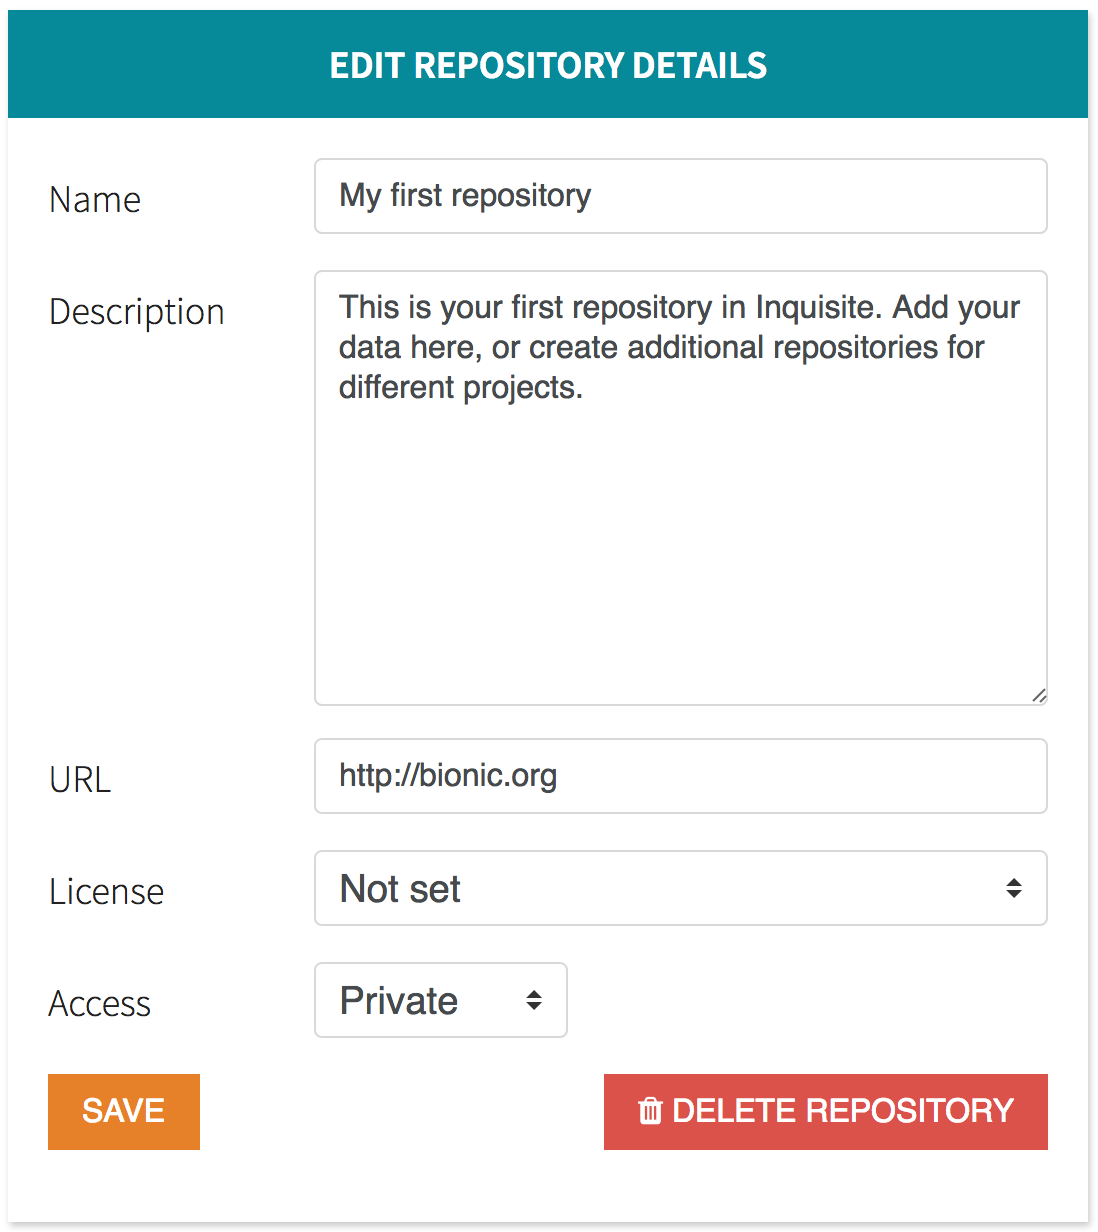 EDIT REPOSITORY DETAILS
Name
My first repository
Description
This is your first repository in Inquisite. Add your
data here, or create additional repositories for
different projects.
URL
http://bionic.org
License
Not set
Access
Private
SAVE
DELETE REPOSITORY